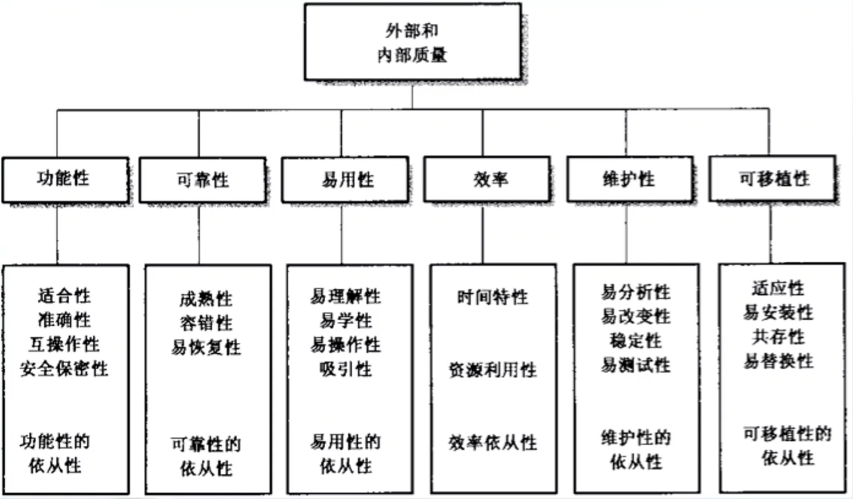 外部和
内部质量
功能性
可靠性
易用性
效率
维护性
可移植性
适合性
准确性
互操作性
安全保密性
功能性的
依从性
成熟性
容错性
易恢复性
可靠性的
依从性
易理解性
易学性
易操作性
吸引性
易用性的
依从性
时间特性
资源利用性
效率依从性
易分析性
易改变性
稳定性
易测试性
维护性的
依从性
适应性
易安装性
共存性
易替换性
可移植性的
依从性